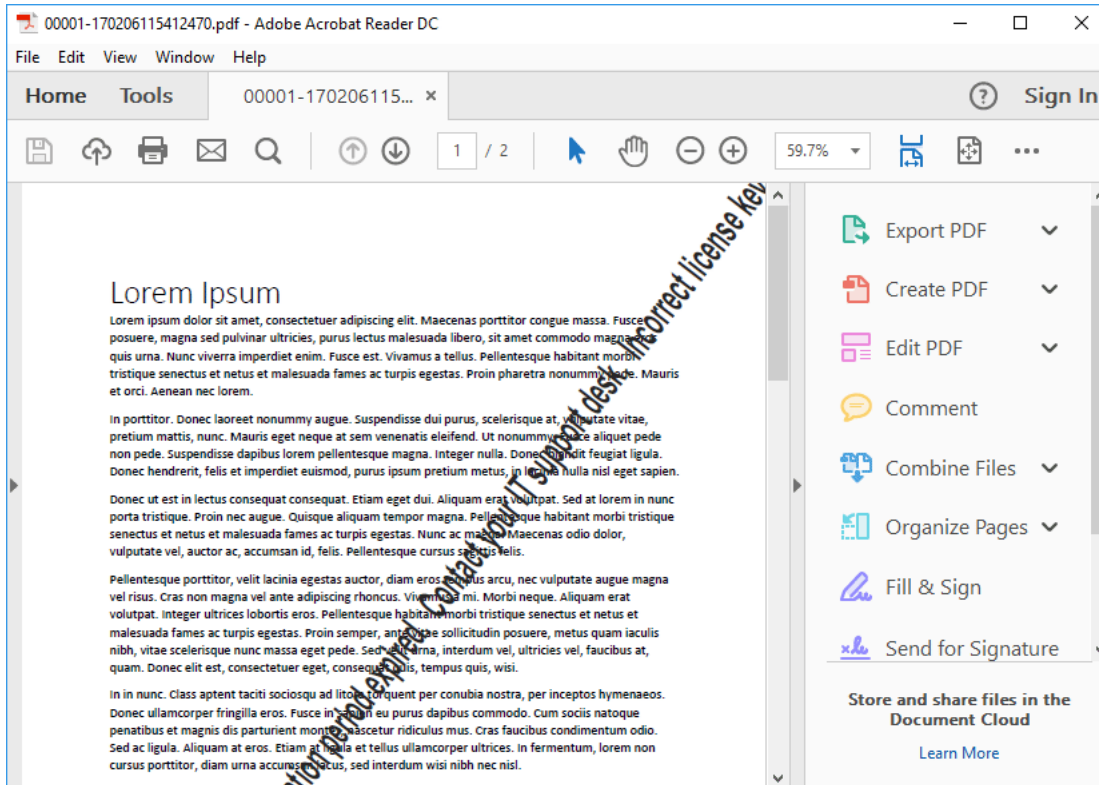 00001-170206115412470.pdf - Adobe Acrobat Reader DC
File Edit View Window Help
Home Tools 00001-170206115... × ? Sign In
1 / 2 59.7%
Lorem Ipsum
Lorem ipsum dolor sit amet, consectetuer adipiscing elit. Maecenas porttitor congue massa. Fusce
posuere, magna sed pulvinar ultricies, purus lectus malesuada libero, sit amet commodo magna eros
quis urna. Nunc viverra imperdiet enim. Fusce est. Vivamus a tellus. Pellentesque habitant morbi
tristique senectus et netus et malesuada fames ac turpis egestas. Proin pharetra nonummy pede. Mauris
et orci. Aenean nec lorem.
In porttitor. Donec laoreet nonummy augue. Suspendisse dui purus, scelerisque at, vulputate vitae,
pretium mattis, nunc. Mauris eget neque at sem venenatis eleifend. Ut nonummy. Fusce aliquet pede
non pede. Suspendisse dapibus lorem pellentesque magna. Integer nulla. Donec blandit feugiat ligula.
Donec hendrerit, felis et imperdiet euismod, purus ipsum pretium metus, in lacinia nulla nisl eget sapien.
Donec ut est in lectus consequat consequat. Etiam eget dui. Aliquam erat volutpat. Sed at lorem in nunc
porta tristique. Proin nec augue. Quisque aliquam tempor magna. Pellentesque habitant morbi tristique
senectus et netus et malesuada fames ac turpis egestas. Nunc ac magna. Maecenas odio dolor,
vulputate vel, auctor ac, accumsan id, felis. Pellentesque cursus sagittis felis.
Pellentesque porttitor, velit lacinia egestas auctor, diam eros tempus arcu, nec vulputate augue magna
vel risus. Cras non magna vel ante adipiscing rhoncus. Vivamus a mi. Morbi neque. Aliquam erat
volutpat. Integer ultrices lobortis eros. Pellentesque habitant morbi tristique senectus et netus et
malesuada fames ac turpis egestas. Proin semper, ante vitae sollicitudin posuere, metus quam iaculis
nibh, vitae scelerisque nunc massa eget pede. Sed velit urna, interdum vel, ultricies vel, faucibus at,
quam. Donec elit est, consectetuer eget, consequat quis, tempus quis, wisi.
In in nunc. Class aptent taciti sociosqu ad litora torquent per conubia nostra, per inceptos hymenaeos.
Donec ullamcorper fringilla eros. Fusce in sapien eu purus dapibus commodo. Cum sociis natoque
penatibus et magnis dis parturient montes, nascetur ridiculus mus. Cras faucibus condimentum odio.
Sed ac ligula. Aliquam at eros. Etiam at ligula et tellus ullamcorper ultrices. In fermentum, lorem non
cursus porttitor, diam urna accumsan lacus, sed interdum wisi nibh nec nisl.
period expired. Contact your IT support desk. Incorrect license key
Export PDF
Create PDF
Edit PDF
Comment
Combine Files
Organize Pages
Fill & Sign
Send for Signature
Store and share files in the
Document Cloud
Learn More